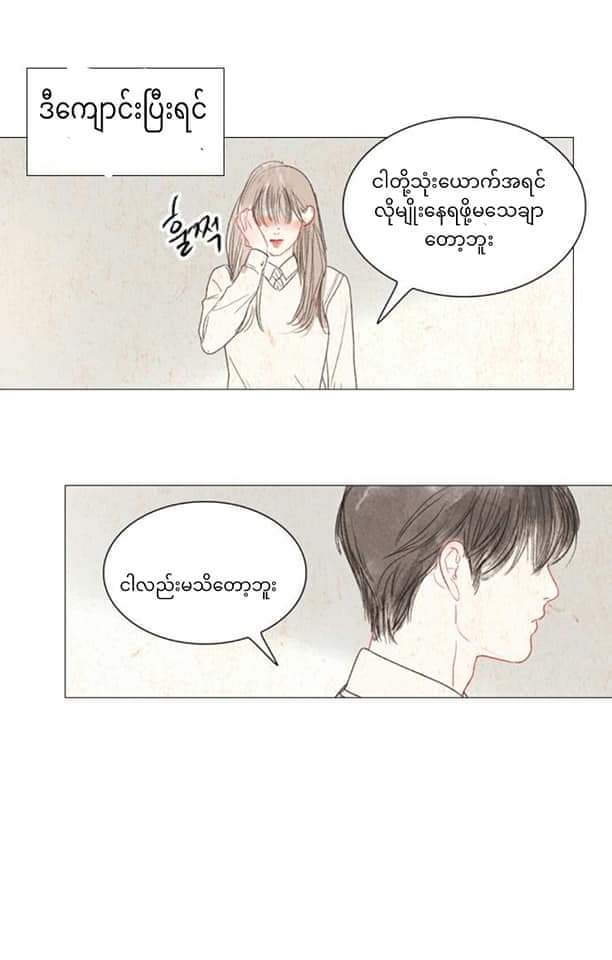 ဒီကျောင်းပြီးရင်
ငါတို့သုံးယောက်အရင်
လိုမျိုးနေရဖို့မသေချာ
တော့ဘူး
훌쩍
ငါလည်းမသိတော့ဘူး